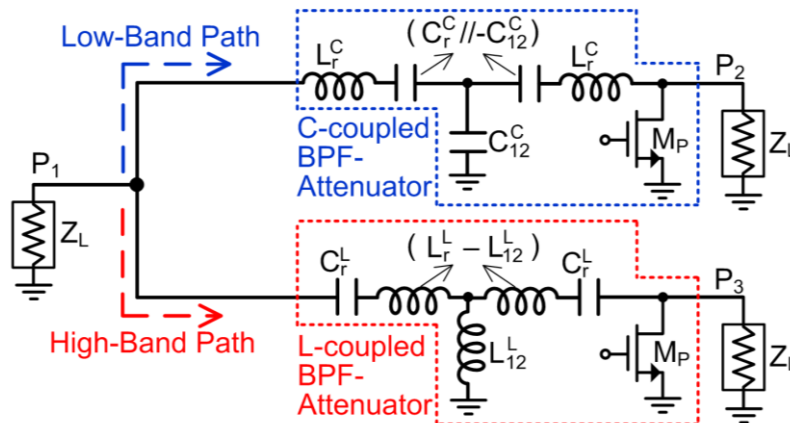 Low-Band Path
L_r^C
( C_r^C//-C_12^C )
L_r^C
P_2
C-coupled
BPF-
Attenuator
C_12^C
M_P
Z_L
P_1
Z_L
C_r^L
( L_r^L – L_12^L )
C_r^L
P_3
High-Band Path
L-coupled
BPF-
Attenuator
L_12^L
M_P
Z_L